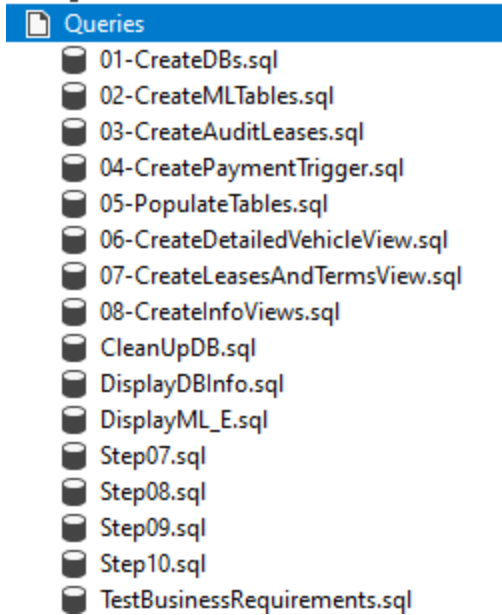 Queries
01-CreateDBs.sql
02-CreateMLTables.sql
03-CreateAuditLeases.sql
04-CreatePaymentTrigger.sql
05-PopulateTables.sql
06-CreateDetailedVehicleView.sql
07-CreateLeasesAndTermsView.sql
08-CreateInfoViews.sql
CleanUpDB.sql
DisplayDBInfo.sql
DisplayML_E.sql
Step07.sql
Step08.sql
Step09.sql
Step10.sql
TestBusinessRequirements.sql